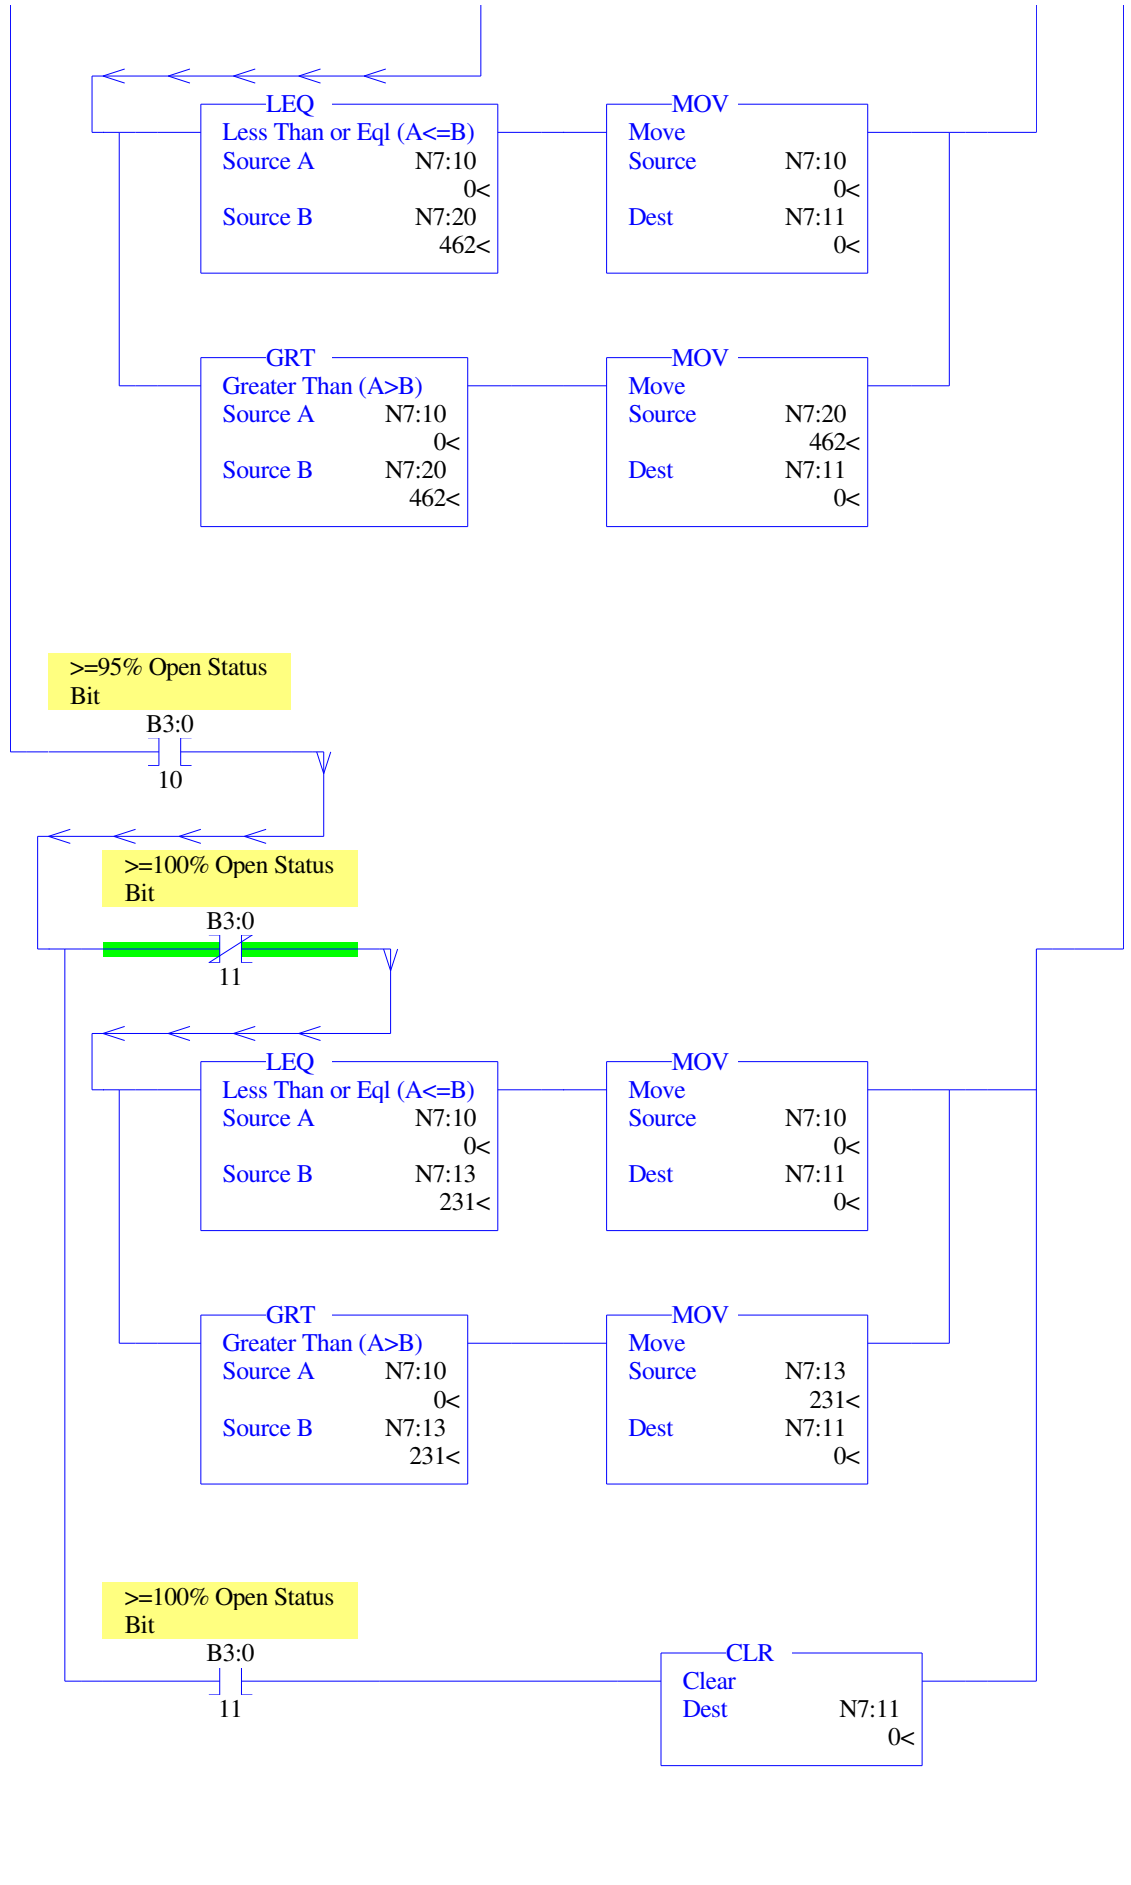 LEQ
Less Than or Eql (A<=B)
Source A N7:10
0<
Source B N7:20
462<
MOV
Move
Source N7:10
0<
Dest N7:11
0<
GRT
Greater Than (A>B)
Source A N7:10
0<
Source B N7:20
462<
MOV
Move
Source N7:20
462<
Dest N7:11
0<
>=95% Open Status
Bit
B3:0
10
>=100% Open Status
Bit
B3:0
11
LEQ
Less Than or Eql (A<=B)
Source A N7:10
0<
Source B N7:13
231<
MOV
Move
Source N7:10
0<
Dest N7:11
0<
GRT
Greater Than (A>B)
Source A N7:10
0<
Source B N7:13
231<
MOV
Move
Source N7:13
231<
Dest N7:11
0<
>=100% Open Status
Bit
B3:0
11
CLR
Clear
Dest N7:11
0<